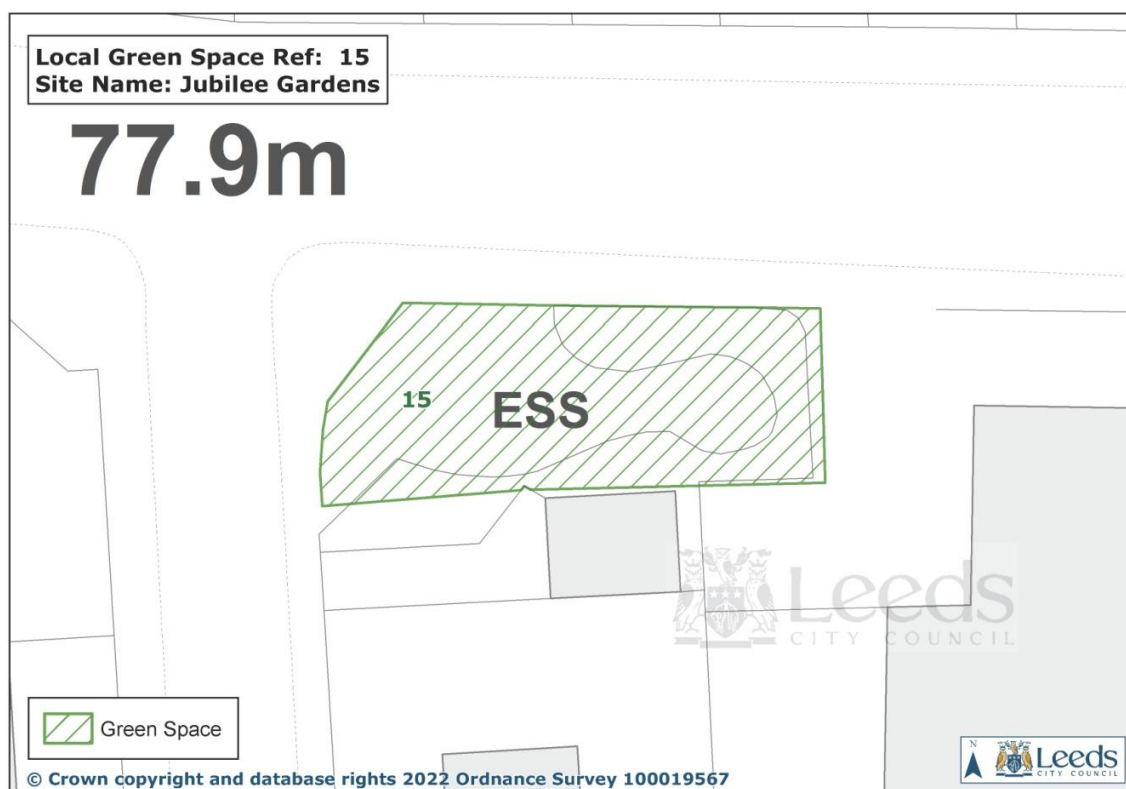 Local Green Space Ref: 15
Site Name: Jubilee Gardens
77.9m
15
ESS
Leeds
CITY COUNCIL
Green Space
N
Leeds
CITY COUNCIL
© Crown copyright and database rights 2022 Ordnance Survey 100019567